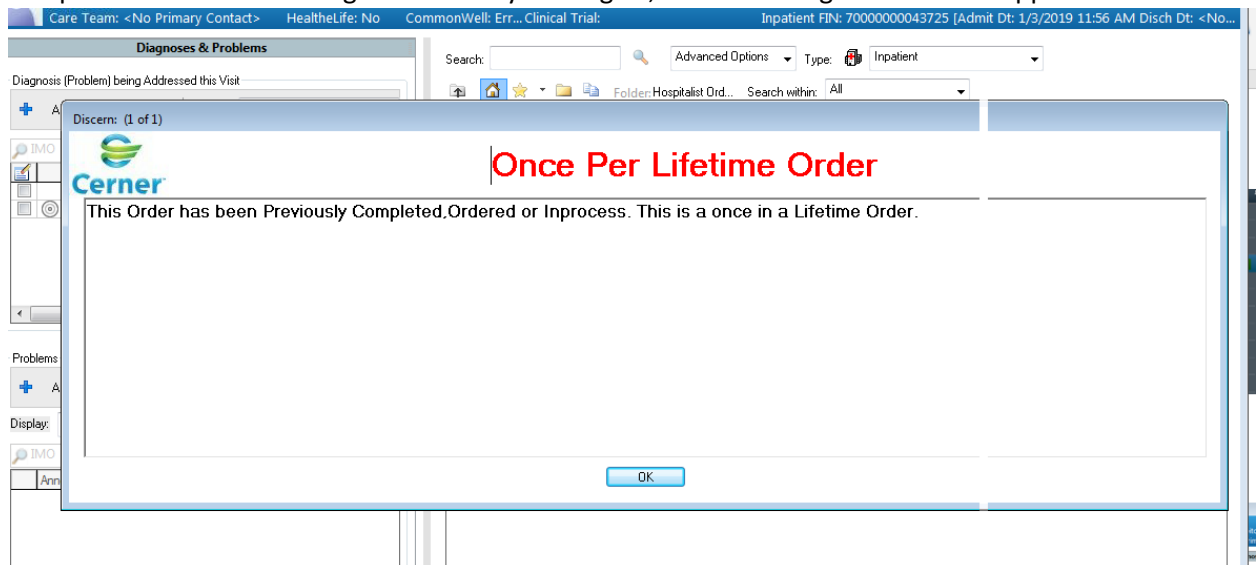 Care Team: <No Primary Contact> HealtheLife: No CommonWell: Err... Clinical Trial: Inpatient FIN: 70000000043725 [Admit Dt: 1/3/2019 11:56 AM Disch Dt: <No...
Diagnoses & Problems
Search: Advanced Options Type: Inpatient
Diagnosis (Problem) being Addressed this Visit
Folder: Hospitalist Ord... Search within: All
A
Discern: (1 of 1)
IMO
Cerner
Once Per Lifetime Order
This Order has been Previously Completed,Ordered or Inprocess. This is a once in a Lifetime Order.
Problems
A
Display:
IMO
OK
Ann